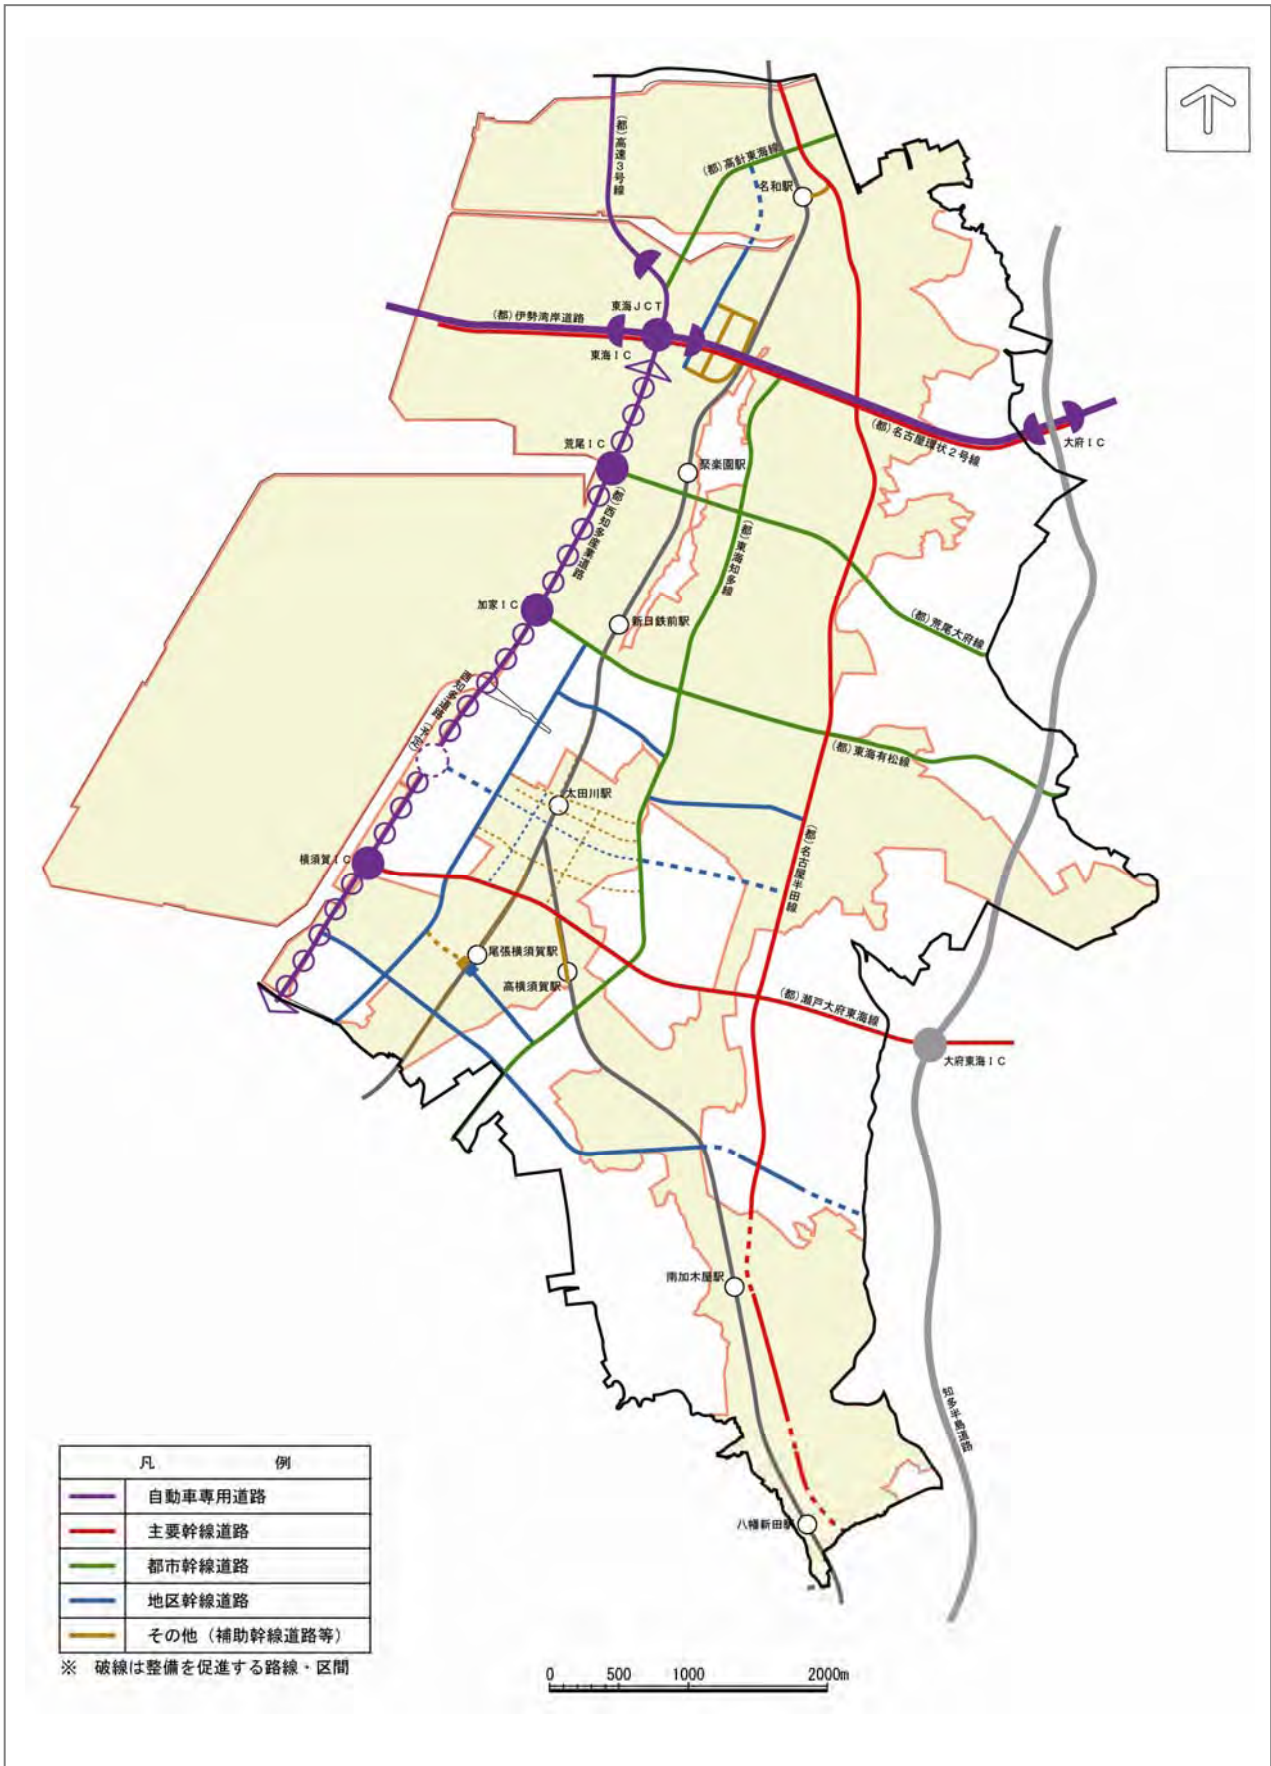 (都)高速3号線
(都)高針東海線
名和駅
東海JCT
(都)伊勢湾岸道路
東海IC
(都)名古屋環状2号線
大府IC
荒尾IC
聚楽園駅
(都)西知多産業道路
(都)東海知多線
加家IC
新日鉄前駅
(都)荒尾大府線
西知多道路(予定)
(都)東海有松線
太田川駅
横須賀IC
(都)名古屋半田線
尾張横須賀駅
高横須賀駅
(都)瀬戸大府東海線
大府東海IC
南加木屋駅
知多半島道路
八幡新田駅
凡 例
自動車専用道路
主要幹線道路
都市幹線道路
地区幹線道路
その他(補助幹線道路等)
※ 破線は整備を促進する路線・区間
0 500 1000 2000m